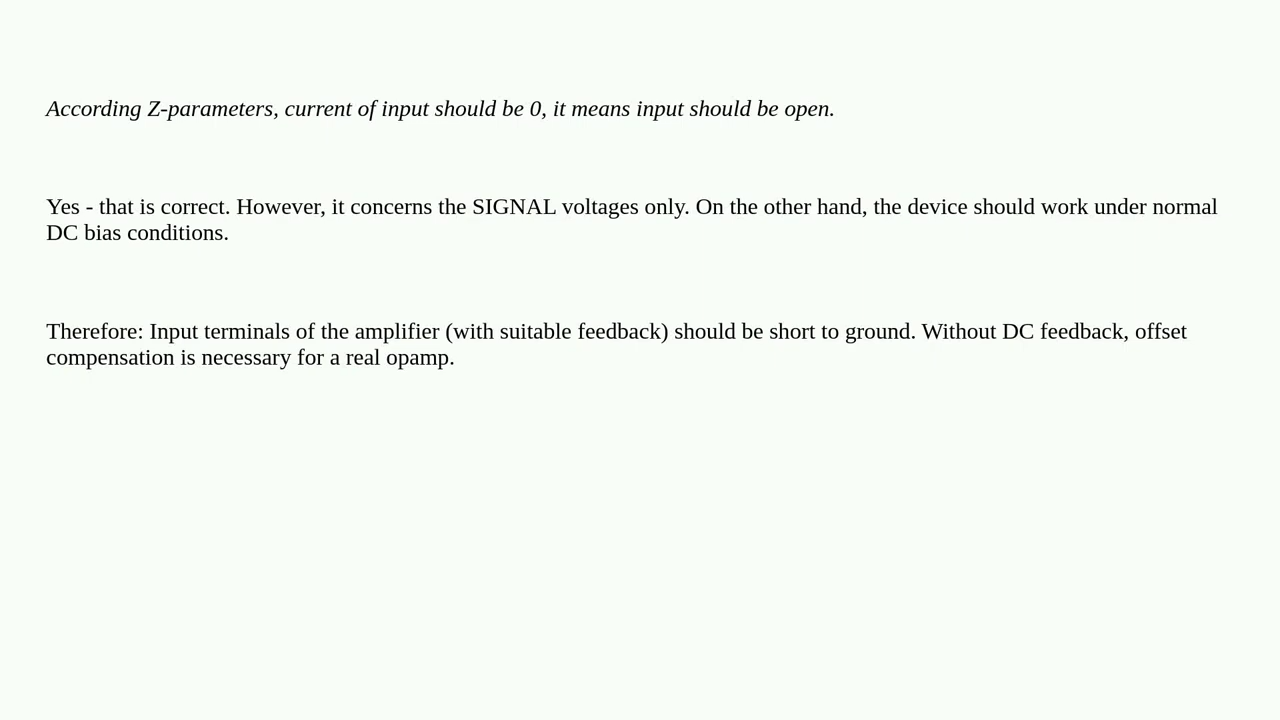 According Z-parameters, current of input should be 0, it means input should be open.
Yes - that is correct. However, it concerns the SIGNAL voltages only. On the other hand, the device should work under normal
DC bias conditions.
Therefore: Input terminals of the amplifier (with suitable feedback) should be short to ground. Without DC feedback, offset
compensation is necessary for a real opamp.